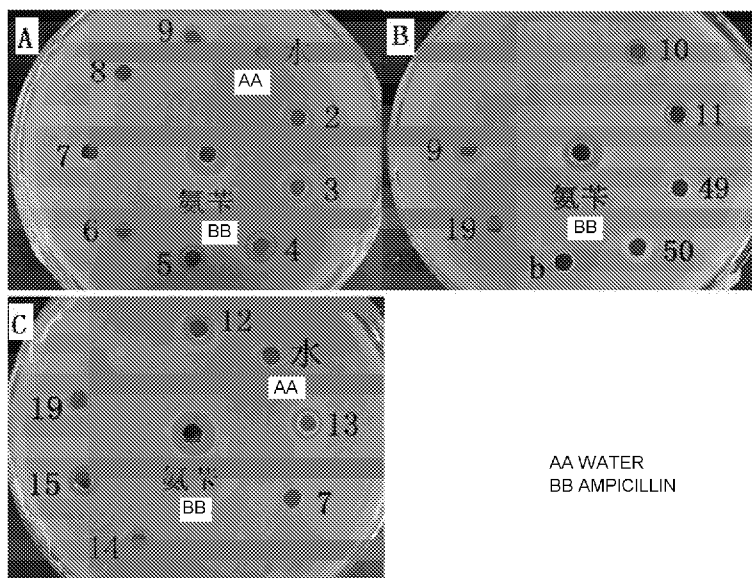 A
9
水
AA
8
2
7
3
氨苄
6
BB
4
5
B
10
11
9
氨苄
49
19
BB
50
b
C
12
水
AA
19
13
15
氨苄
BB
7
14
AA WATER
BB AMPICILLIN